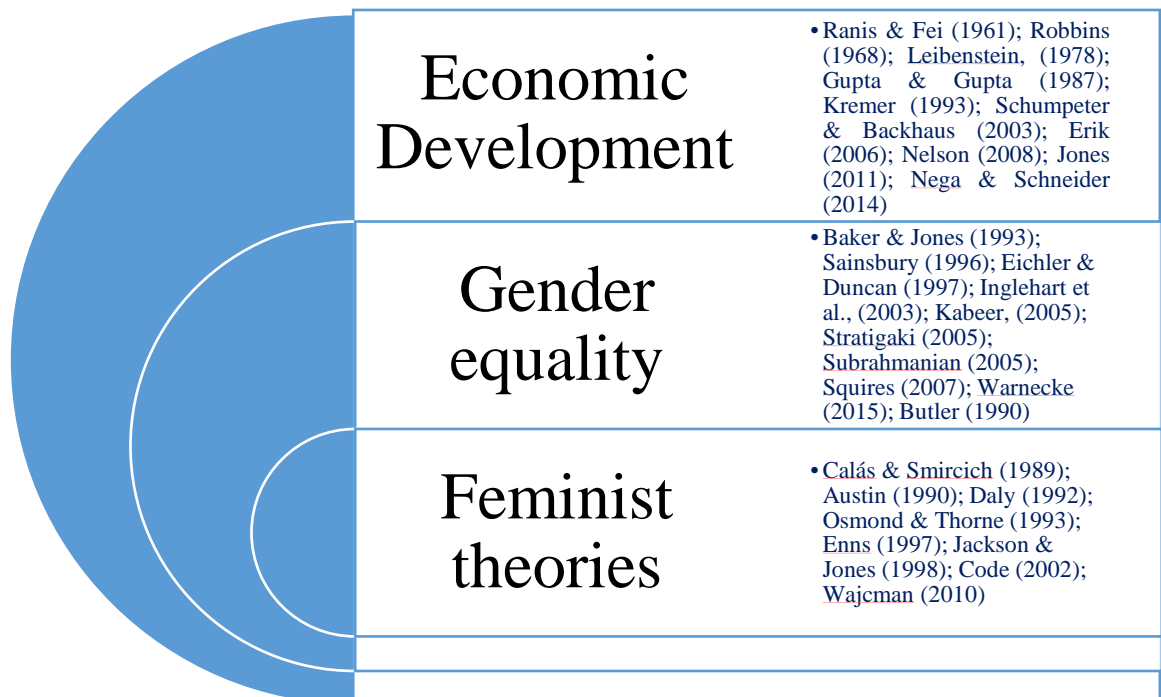 Economic
Development
•Ranis & Fei (1961); Robbins
(1968); Leibenstein, (1978);
Gupta & Gupta (1987);
Kremer (1993); Schumpeter
& Backhaus (2003); Erik
(2006); Nelson (2008); Jones
(2011); Nega & Schneider
(2014)
Gender
equality
•Baker & Jones (1993);
Sainsbury (1996); Eichler &
Duncan (1997); Inglehart et
al., (2003); Kabeer, (2005);
Stratigaki (2005);
Subrahmanian (2005);
Squires (2007); Warnecke
(2015); Butler (1990)
Feminist
theories
•Calás & Smircich (1989);
Austin (1990); Daly (1992);
Osmond & Thorne (1993);
Enns (1997); Jackson &
Jones (1998); Code (2002);
Wajcman (2010)